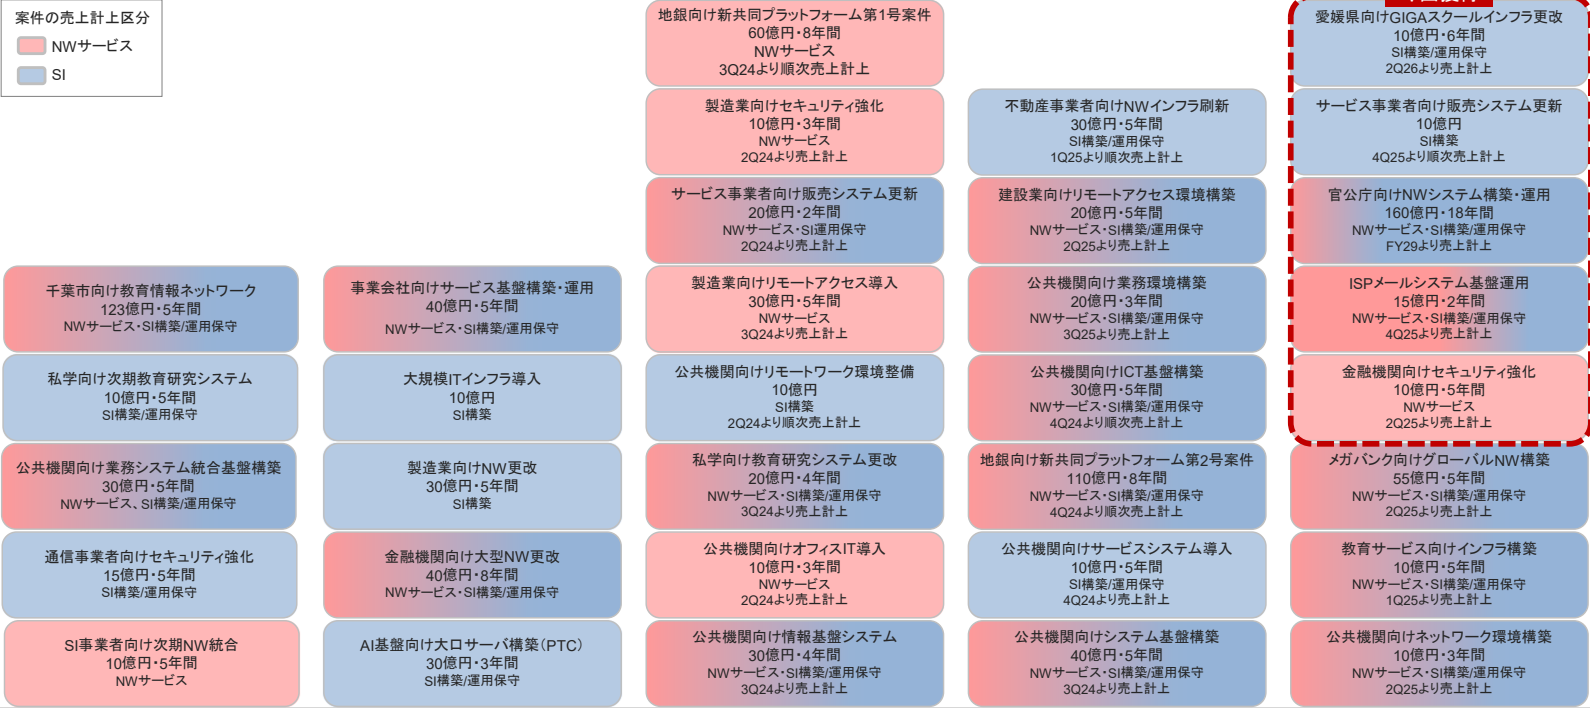 案件の売上計上区分
NWサービス
SI
千葉市向け教育情報ネットワーク
123億円・5年間
NWサービス・SI構築/運用保守
私学向け次期教育研究システム
10億円・5年間
SI構築/運用保守
公共機関向け業務システム統合基盤構築
30億円・5年間
NWサービス、SI構築/運用保守
通信事業者向けセキュリティ強化
15億円・5年間
SI構築/運用保守
SI事業者向け次期NW統合
10億円・5年間
NWサービス
事業会社向けサービス基盤構築・運用
40億円・5年間
NWサービス・SI構築/運用保守
大規模ITインフラ導入
10億円
SI構築
製造業向けNW更改
30億円・5年間
SI構築
金融機関向け大型NW更改
40億円・8年間
NWサービス・SI構築/運用保守
AI基盤向け大口サーバ構築(PTC)
30億円・3年間
SI構築/運用保守
地銀向け新共同プラットフォーム第1号案件
60億円・8年間
NWサービス
3Q24より順次売上計上
製造業向けセキュリティ強化
10億円・3年間
NWサービス
2Q24より売上計上
サービス事業者向け販売システム更新
20億円・2年間
NWサービス・SI運用保守
2Q24より売上計上
製造業向けリモートアクセス導入
30億円・5年間
NWサービス
3Q24より売上計上
公共機関向けリモートワーク環境整備
10億円
SI構築
2Q24より順次売上計上
私学向け教育研究システム更改
20億円・4年間
NWサービス・SI構築/運用保守
3Q24より売上計上
公共機関向けオフィスIT導入
10億円・3年間
NWサービス
2Q24より売上計上
公共機関向け情報基盤システム
30億円・4年間
NWサービス・SI構築/運用保守
3Q24より売上計上
不動産事業者向けNWインフラ刷新
30億円・5年間
SI構築/運用保守
1Q25より順次売上計上
建設業向けリモートアクセス環境構築
20億円・5年間
NWサービス・SI構築/運用保守
2Q25より売上計上
公共機関向け業務環境構築
20億円・3年間
NWサービス・SI構築/運用保守
3Q25より売上計上
公共機関向けICT基盤構築
30億円・5年間
NWサービス・SI構築/運用保守
4Q24より順次売上計上
地銀向け新共同プラットフォーム第2号案件
110億円・8年間
NWサービス・SI構築/運用保守
4Q24より順次売上計上
公共機関向けサービスシステム導入
10億円・5年間
SI構築/運用保守
4Q24より売上計上
公共機関向けシステム基盤構築
40億円・5年間
NWサービス・SI構築/運用保守
3Q24より売上計上
愛媛県向けGIGAスクールインフラ更改
10億円・6年間
SI構築/運用保守
2Q26より売上計上
サービス事業者向け販売システム更新
10億円
SI構築
4Q25より順次売上計上
官公庁向けNWシステム構築・運用
160億円・18年間
NWサービス・SI構築/運用保守
FY29より売上計上
ISPメールシステム基盤運用
15億円・2年間
NWサービス・SI構築/運用保守
4Q25より売上計上
金融機関向けセキュリティ強化
10億円・5年間
NWサービス
2Q25より売上計上
メガバンク向けグローバルNW構築
55億円・5年間
NWサービス・SI構築/運用保守
2Q25より売上計上
教育サービス向けインフラ構築
10億円・5年間
NWサービス・SI構築/運用保守
1Q25より売上計上
公共機関向けネットワーク環境構築
10億円・3年間
NWサービス・SI構築/運用保守
2Q25より売上計上